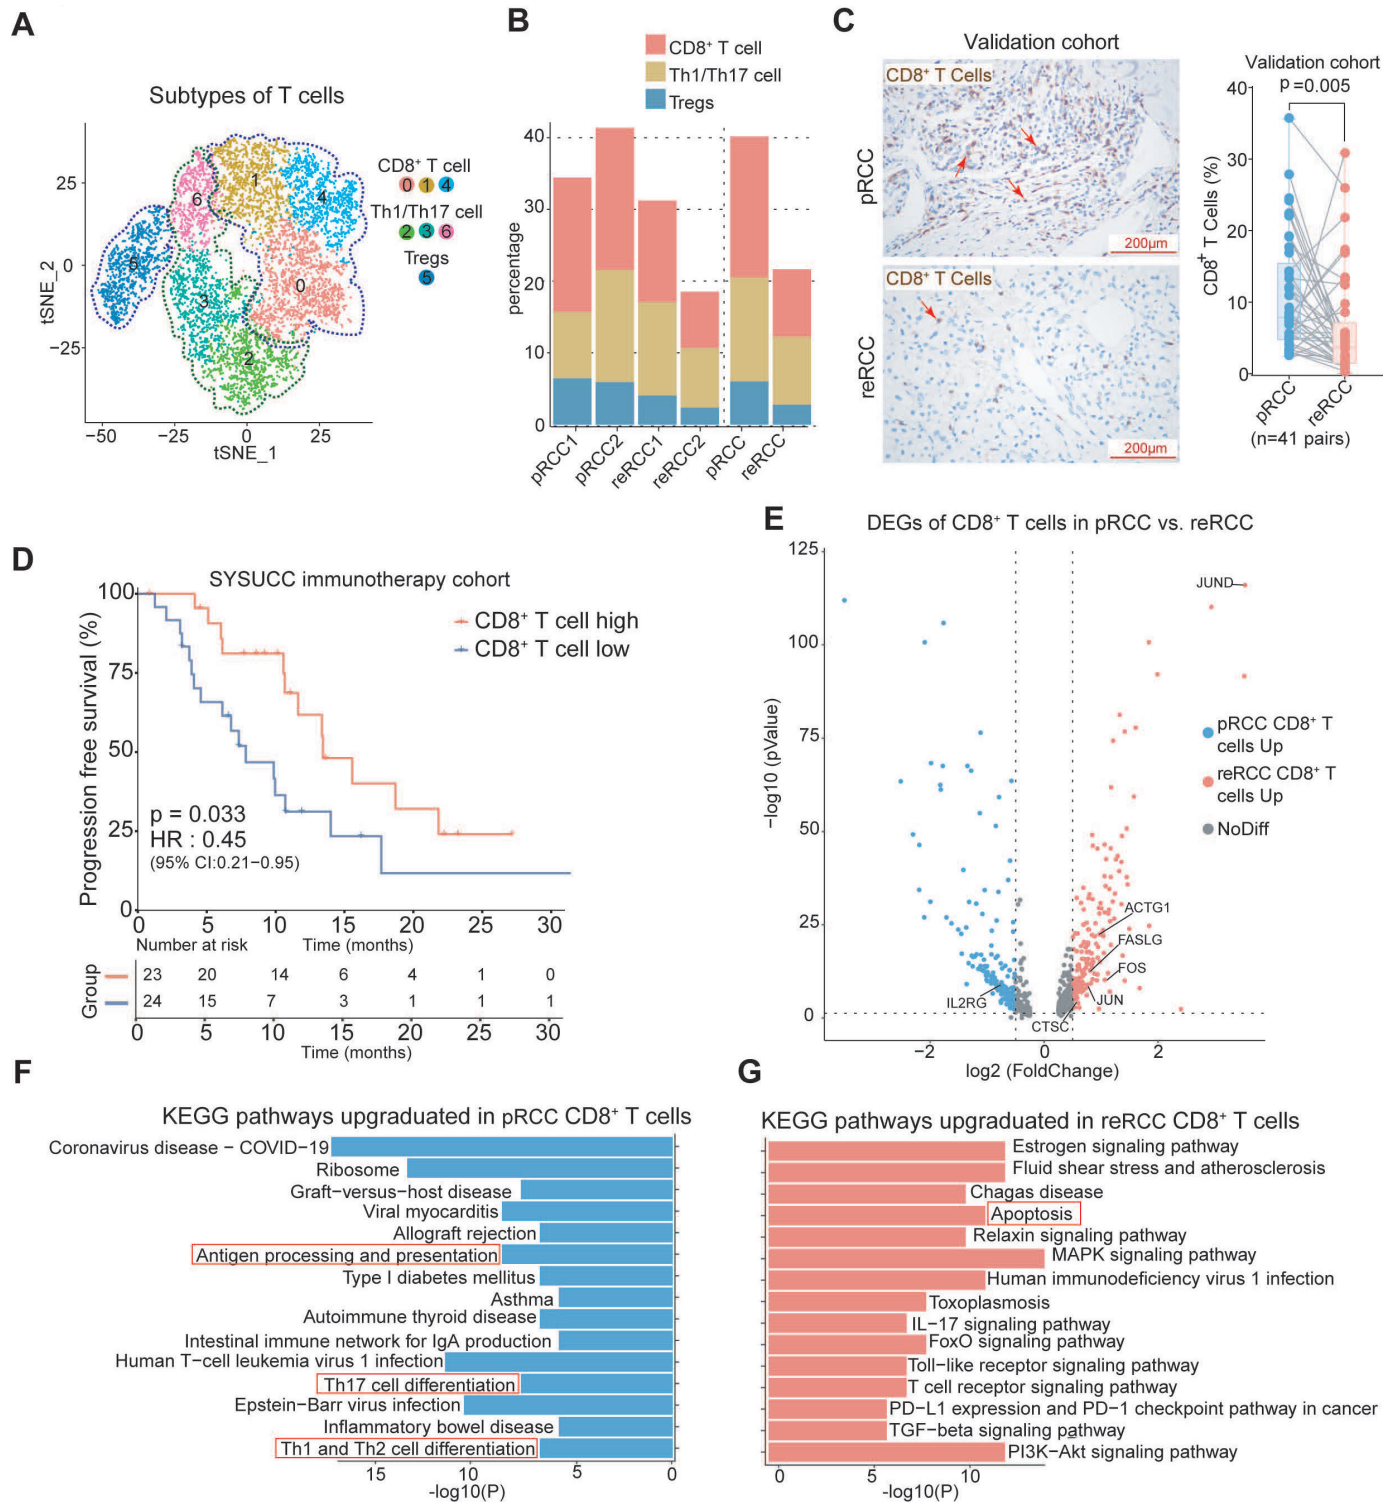 A
Subtypes of T cells
25
0
−25
tSNE_2
−50
−25
0
25
tSNE_1
0
1
2
3
4
5
6
CD8+ T cell
0 1 4
Th1/Th17 cell
2 3 6
Tregs
5
B
CD8+ T cell
Th1/Th17 cell
Tregs
percentage
40
30
20
10
0
pRCC1
pRCC2
reRCC1
reRCC2
pRCC
reRCC
C
Validation cohort
pRCC
CD8+ T Cells
200μm
reRCC
CD8+ T Cells
200μm
Validation cohort
p=0.005
CD8+ T Cells (%)
40
30
20
10
0
pRCC
reRCC
(n=41 pairs)
D
SYSUCC immunotherapy cohort
CD8+ T cell high
CD8+ T cell low
Progression free survival (%)
100
75
50
25
0
p = 0.033
HR : 0.45
(95% CI:0.21−0.95)
0 5 10 15 20 25 30
Number at risk
Time (months)
Group
23 20 14 6 4 1 0
24 15 7 3 1 1 1
0 5 10 15 20 25 30
Time (months)
E
DEGs of CD8+ T cells in pRCC vs. reRCC
−log10 (pValue)
125
100
75
50
25
0
JUND
ACTG1
FASLG
FOS
JUN
CTSC
IL2RG
pRCC CD8+ T
cells Up
reRCC CD8+ T
cells Up
NoDiff
−2 0 2
log2 (FoldChange)
F
KEGG pathways upgraduated in pRCC CD8+ T cells
Coronavirus disease − COVID−19
Ribosome
Graft−versus−host disease
Viral myocarditis
Allograft rejection
Antigen processing and presentation
Type I diabetes mellitus
Asthma
Autoimmune thyroid disease
Intestinal immune network for IgA production
Human T−cell leukemia virus 1 infection
Th17 cell differentiation
Epstein−Barr virus infection
Inflammatory bowel disease
Th1 and Th2 cell differentiation
15 10 5 0
-log10(P)
G
KEGG pathways upgraduated in reRCC CD8+ T cells
Estrogen signaling pathway
Fluid shear stress and atherosclerosis
Chagas disease
Apoptosis
Relaxin signaling pathway
MAPK signaling pathway
Human immunodeficiency virus 1 infection
Toxoplasmosis
IL−17 signaling pathway
FoxO signaling pathway
Toll−like receptor signaling pathway
T cell receptor signaling pathway
PD−L1 expression and PD−1 checkpoint pathway in cancer
TGF−beta signaling pathway
PI3K−Akt signaling pathway
0 5 10
-log10(P)